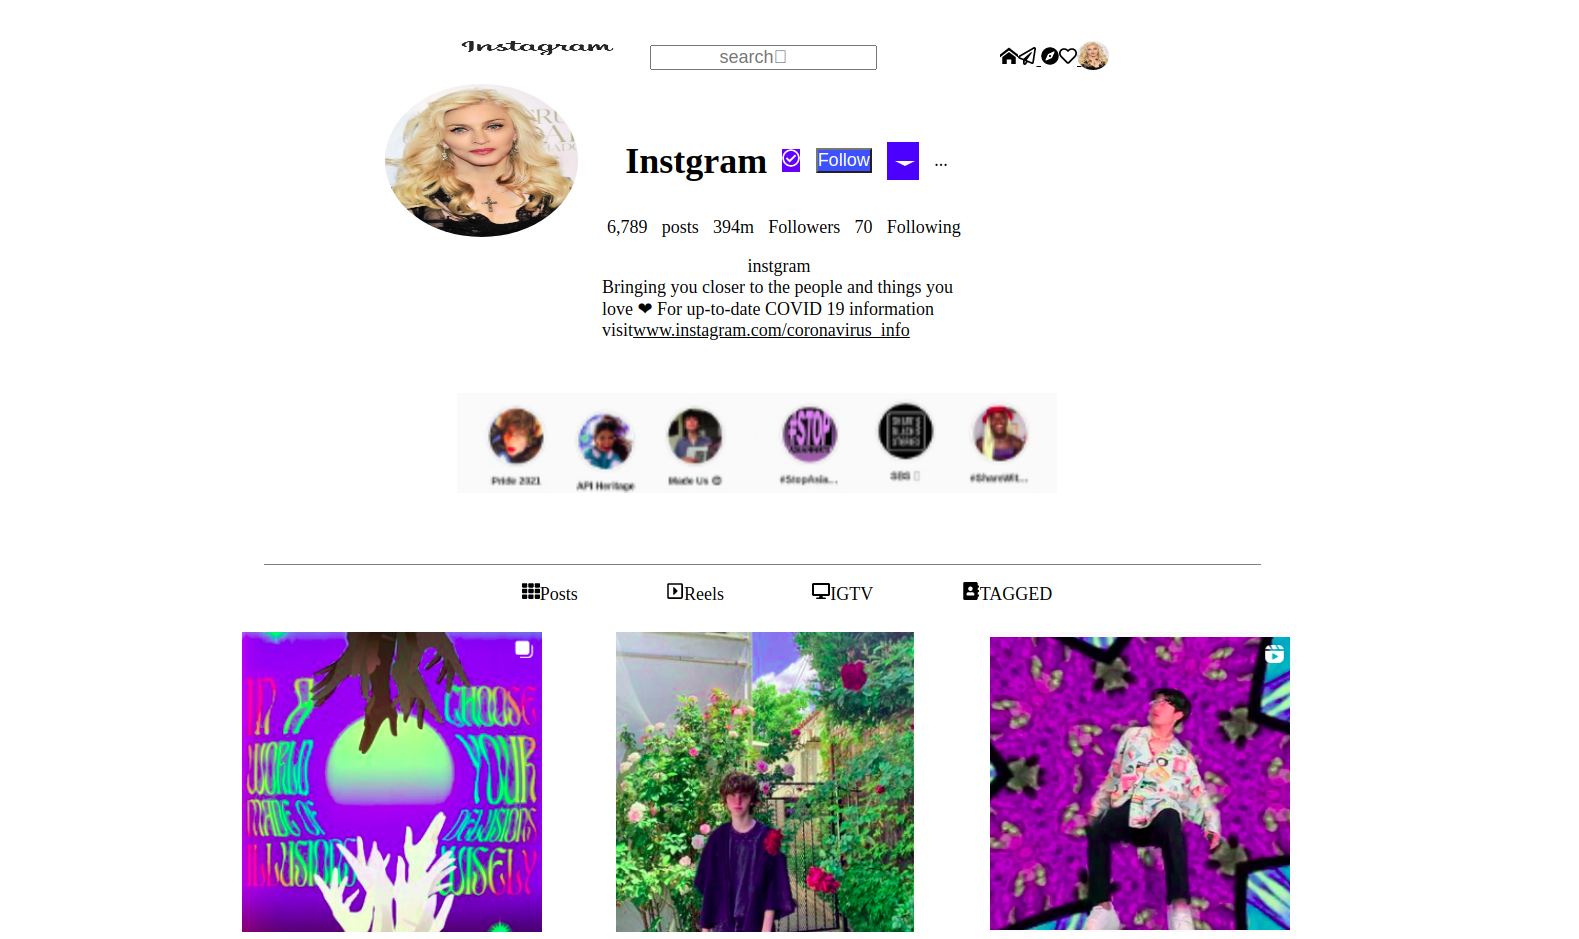 Instagram
search
Instgram Follow ...
6,789 posts 394m Followers 70 Following
instgram
Bringing you closer to the people and things you
love ❤ For up-to-date COVID 19 information
visitwww.instagram.com/coronavirus_info
#STOP
Pride 2021
API Heritage
Made Us 😊
#StopAsia...
SBS
#ShareWit...
Posts
Reels
IGTV
TAGGED
IN A
WORLD
MADE OF
ILLUSIONS
CHOOSE
YOUR
DELUSIONS
WISELY